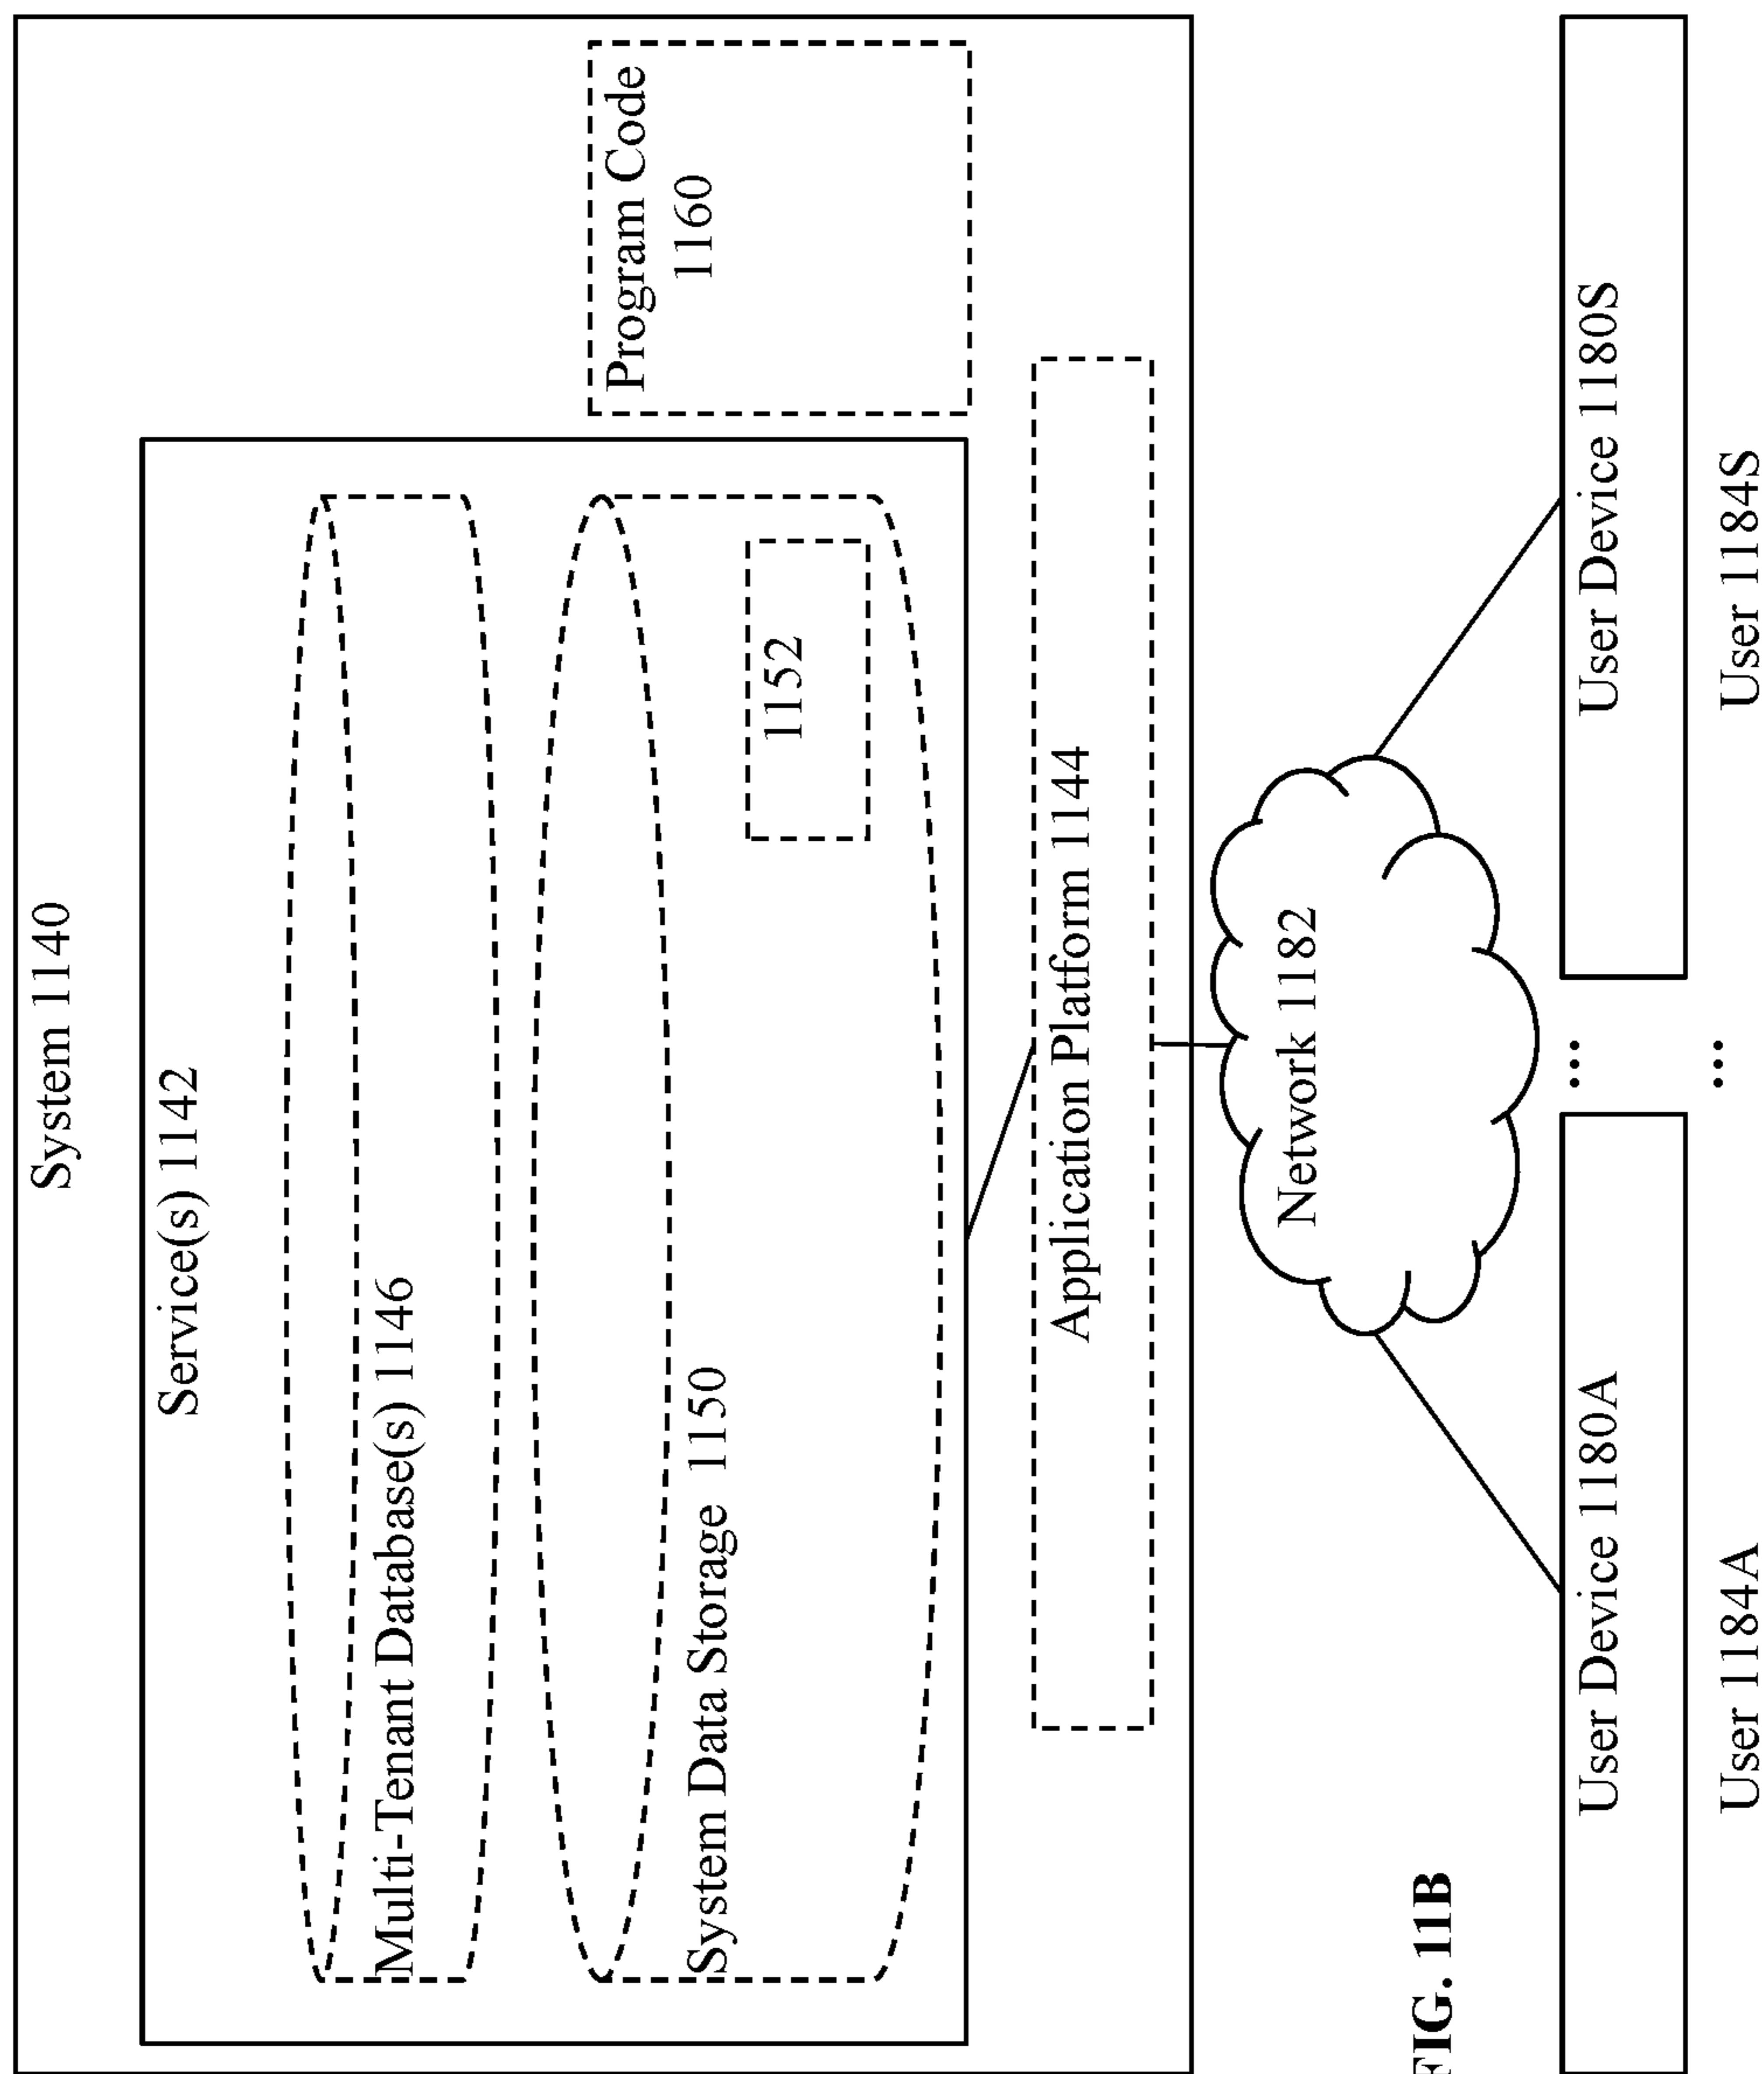 System 1140
Service(s) 1142
Multi-Tenant Database(s) 1146
System Data Storage 1150
1152
Program Code
1160
Application Platform 1144
Network 1182
FIG. 11B
User Device 1180A
...
User Device 1180S
User 1184A
...
User 1184S